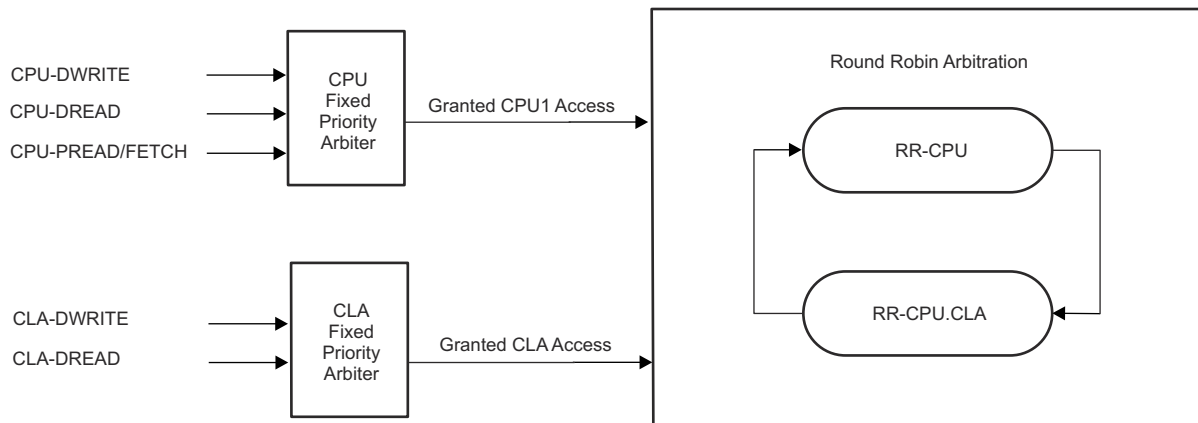 CPU-DWRITE
CPU-DREAD
CPU-PREAD/FETCH
CPU
Fixed
Priority
Arbiter
Granted CPU1 Access
CLA-DWRITE
CLA-DREAD
CLA
Fixed
Priority
Arbiter
Granted CLA Access
Round Robin Arbitration
RR-CPU
RR-CPU.CLA